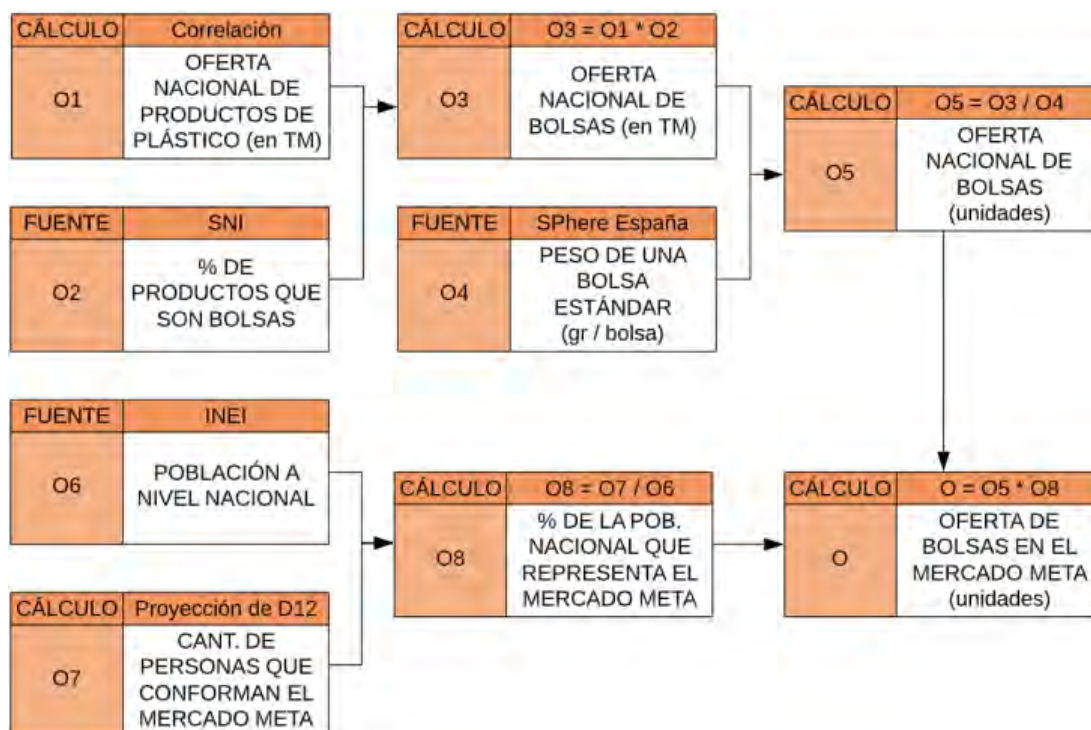 CÁLCULO Correlación
O1
OFERTA
NACIONAL DE
PRODUCTOS DE
PLÁSTICO (en TM)
CÁLCULO O3 = O1 * O2
O3
OFERTA
NACIONAL DE
BOLSAS (en TM)
CÁLCULO O5 = O3 / O4
O5
OFERTA
NACIONAL DE
BOLSAS
(unidades)
FUENTE SNI
O2
% DE
PRODUCTOS QUE
SON BOLSAS
FUENTE SPhere España
O4
PESO DE UNA
BOLSA
ESTÁNDAR
(gr / bolsa)
FUENTE INEI
O6
POBLACIÓN A
NIVEL NACIONAL
CÁLCULO O8 = O7 / O6
O8
% DE LA POB.
NACIONAL QUE
REPRESENTA EL
MERCADO META
CÁLCULO O = O5 * O8
O
OFERTA DE
BOLSAS EN EL
MERCADO META
(unidades)
CÁLCULO Proyección de D12
O7
CANT. DE
PERSONAS QUE
CONFORMAN EL
MERCADO META